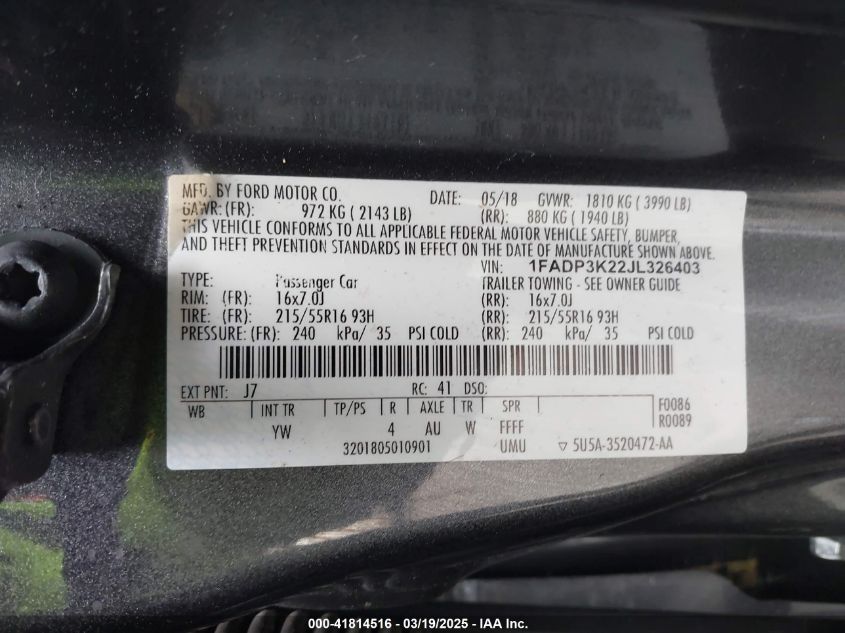 MFD. BY FORD MOTOR CO. DATE: 05/18 GVWR: 1810 KG ( 3990 LB)
GAWR: (FR): 972 KG ( 2143 LB) (RR): 880 KG ( 1940 LB)
THIS VEHICLE CONFORMS TO ALL APPLICABLE FEDERAL MOTOR VEHICLE SAFETY, BUMPER,
AND THEFT PREVENTION STANDARDS IN EFFECT ON THE DATE OF MANUFACTURE SHOWN ABOVE.
VIN: 1FADP3K22JL326403
TYPE: Passenger Car TRAILER TOWING - SEE OWNER GUIDE
RIM: (FR): 16x7.0J (RR): 16x7.0J
TIRE: (FR): 215/55R16 93H (RR): 215/55R16 93H
PRESSURE: (FR): 240 kPa/ 35 PSI COLD (RR): 240 kPa/ 35 PSI COLD
EXT PNT: J7 RC: 41 DSO:
WB INT TR TP/PS R AXLE TR SPR F0086
YW 4 AU W FFFF R0089
3201805010901 UMU ▽ 5U5A-3520472-AA
000-41814516 - 03/19/2025 - IAA Inc.